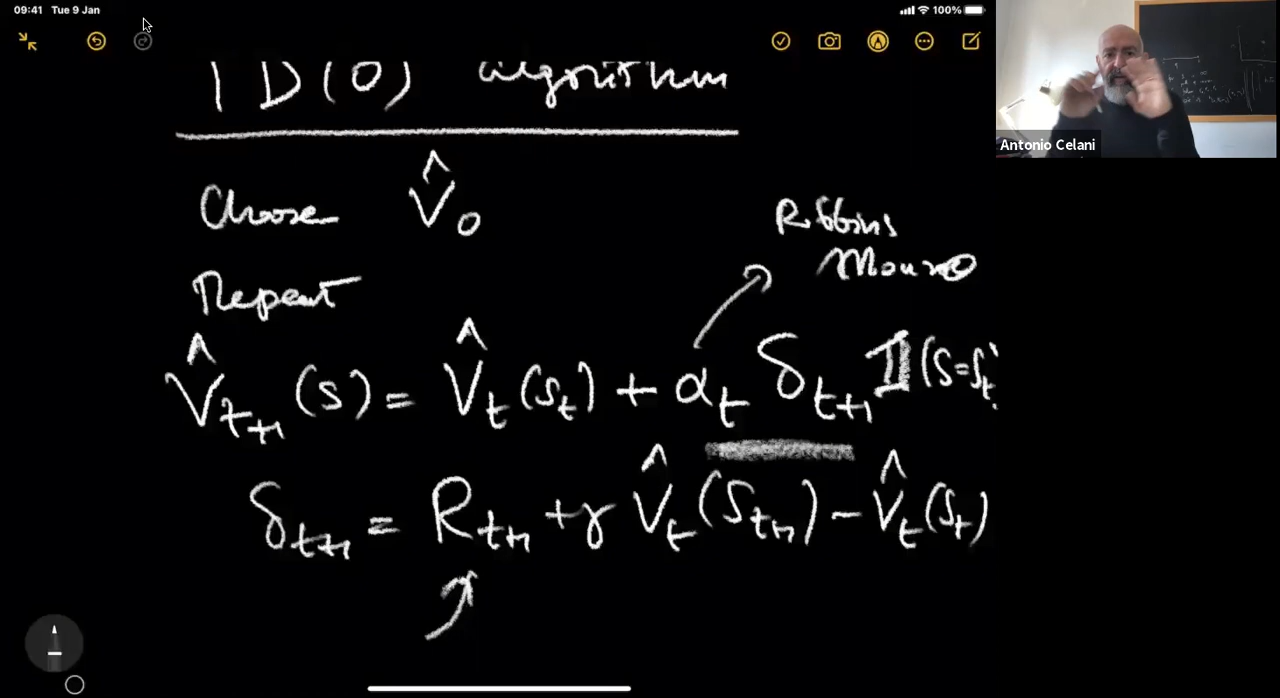 09:41 Tue 9 Jan
100%
Antonio Celani
TD(0) algorithm
Choose V̂₀
Robbins
Monro
Repeat
V̂ₜ₊₁(s) = V̂ₜ(sₜ) + αₜ δₜ₊₁ 𝕀(s=sₜ)
δₜ₊₁ = Rₜ₊₁ + γ V̂ₜ(Sₜ₊₁) − V̂ₜ(Sₜ)